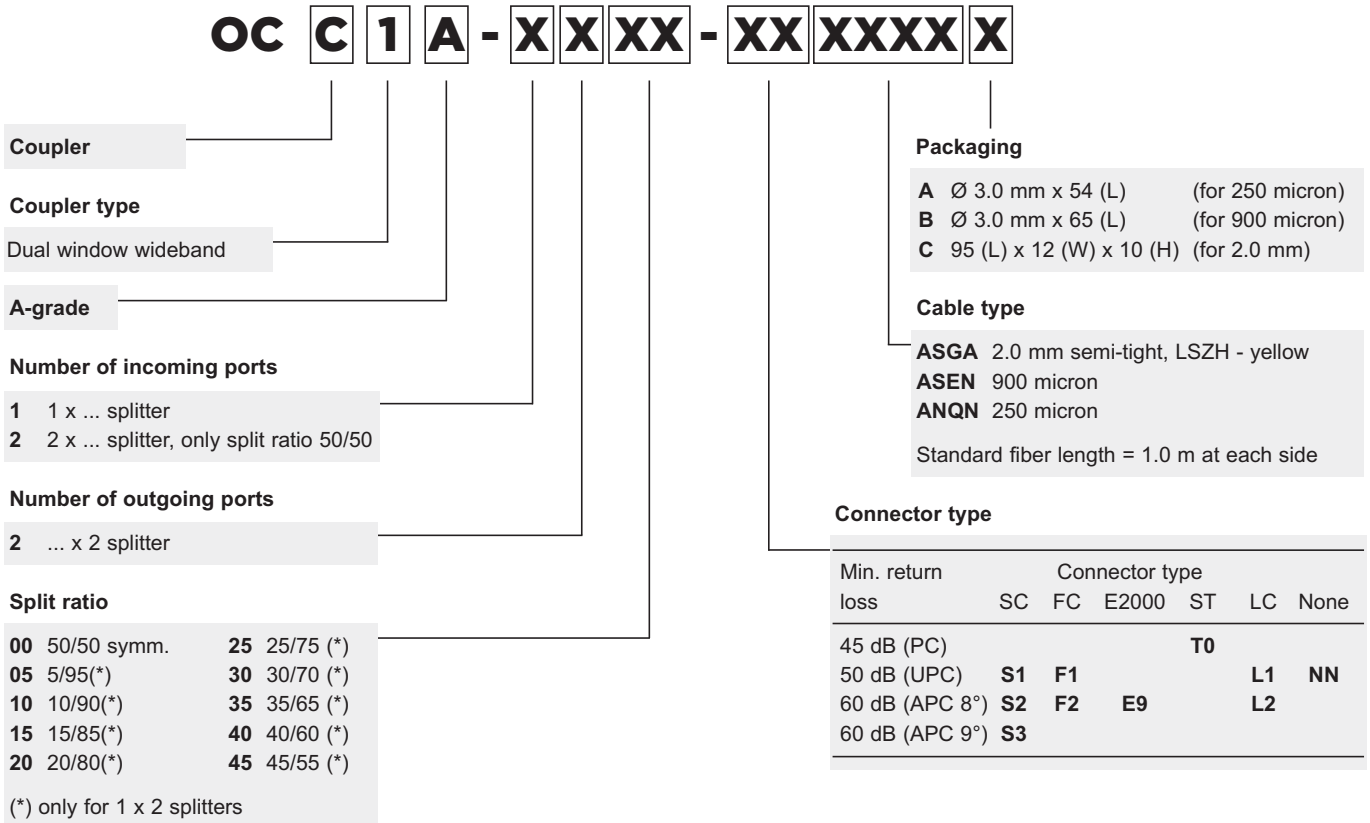 OC C 1 A - X X XX - XX XXXX X
Coupler
Coupler type
Dual window wideband
A-grade
Number of incoming ports
1 1 x ... splitter
2 2 x ... splitter, only split ratio 50/50
Number of outgoing ports
2 ... x 2 splitter
Split ratio
00 50/50 symm. 25 25/75 (*)
05 5/95(*) 30 30/70 (*)
10 10/90(*) 35 35/65 (*)
15 15/85(*) 40 40/60 (*)
20 20/80(*) 45 45/55 (*)
(*) only for 1 x 2 splitters
Packaging
A Ø 3.0 mm x 54 (L) (for 250 micron)
B Ø 3.0 mm x 65 (L) (for 900 micron)
C 95 (L) x 12 (W) x 10 (H) (for 2.0 mm)
Cable type
ASGA 2.0 mm semi-tight, LSZH - yellow
ASEN 900 micron
ANQN 250 micron
Standard fiber length = 1.0 m at each side
Connector type
Min. return Connector type
loss SC FC E2000 ST LC None
45 dB (PC) T0
50 dB (UPC) S1 F1 L1 NN
60 dB (APC 8°) S2 F2 E9 L2
60 dB (APC 9°) S3